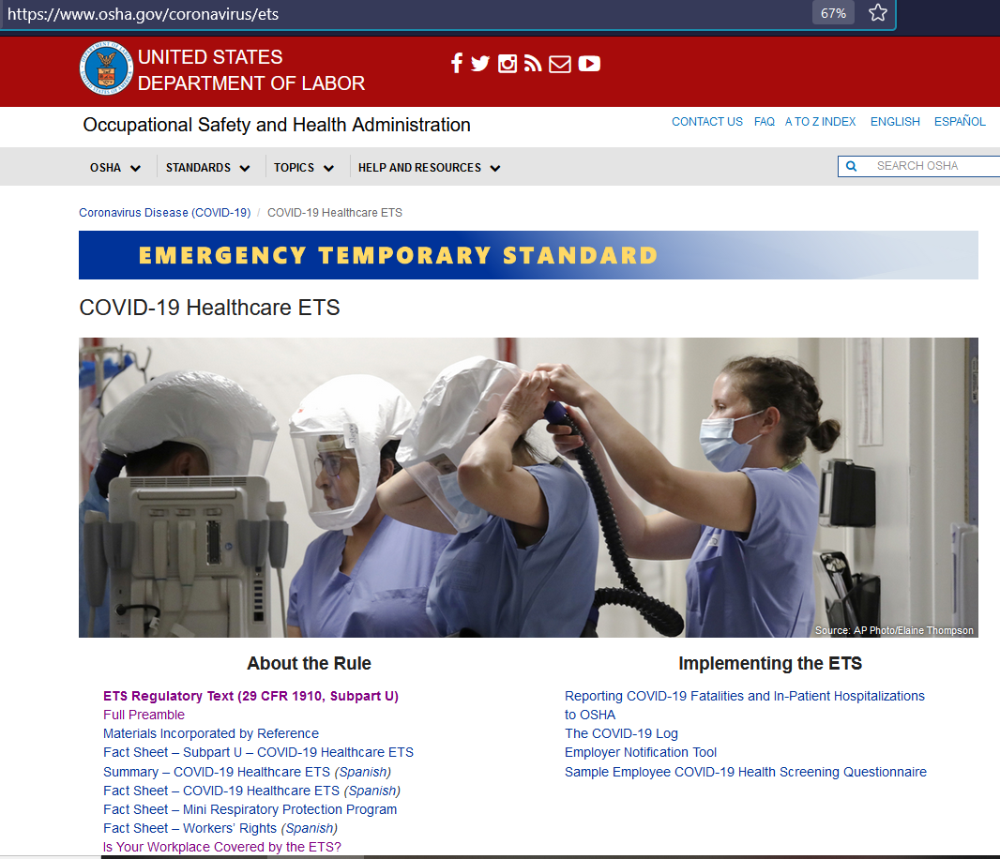 https://www.osha.gov/coronavirus/ets
67%
UNITED STATES
DEPARTMENT OF LABOR
Occupational Safety and Health Administration
CONTACT US FAQ A TO Z INDEX ENGLISH ESPAÑOL
OSHA STANDARDS TOPICS HELP AND RESOURCES
SEARCH OSHA
Coronavirus Disease (COVID-19) / COVID-19 Healthcare ETS
EMERGENCY TEMPORARY STANDARD
COVID-19 Healthcare ETS
Source: AP Photo/Elaine Thompson
About the Rule
ETS Regulatory Text (29 CFR 1910, Subpart U)
Full Preamble
Materials Incorporated by Reference
Fact Sheet – Subpart U – COVID-19 Healthcare ETS
Summary – COVID-19 Healthcare ETS (Spanish)
Fact Sheet – COVID-19 Healthcare ETS (Spanish)
Fact Sheet – Mini Respiratory Protection Program
Fact Sheet – Workers' Rights (Spanish)
Is Your Workplace Covered by the ETS?
Implementing the ETS
Reporting COVID-19 Fatalities and In-Patient Hospitalizations
to OSHA
The COVID-19 Log
Employer Notification Tool
Sample Employee COVID-19 Health Screening Questionnaire